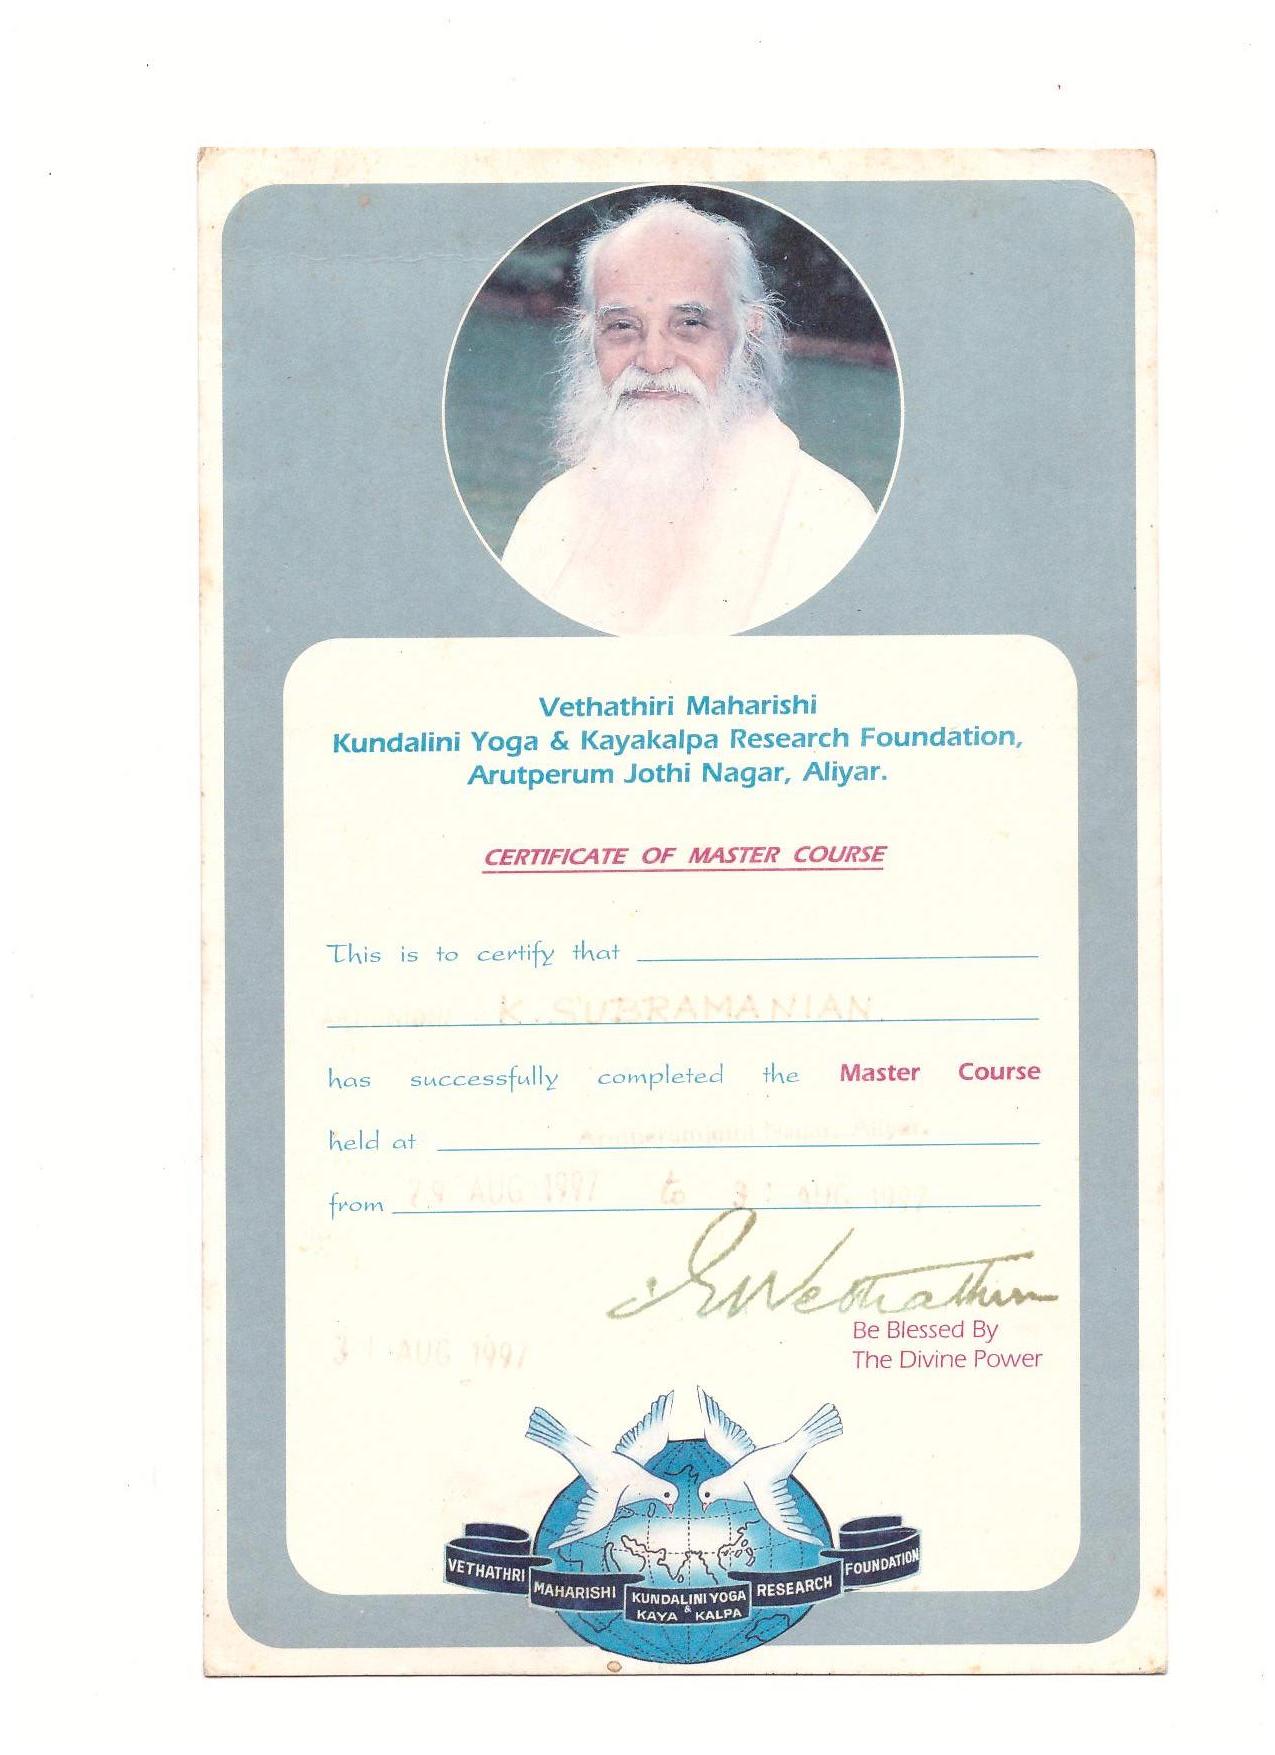 Vethathiri Maharishi
Kundalini Yoga & Kayakalpa Research Foundation,
Arutperum Jothi Nagar, Aliyar.
CERTIFICATE OF MASTER COURSE
This is to certify that
K. SUBRAMANIAN.
has successfully completed the Master Course
held at Arutperumjothi Nagar, Aliyar.
from 29 AUG 1997 to 31 AUG 1997
Vethathiri
31 AUG 1997
Be Blessed By
The Divine Power
VETHATHRI MAHARISHI KUNDALINI YOGA & KAYA KALPA RESEARCH FOUNDATION